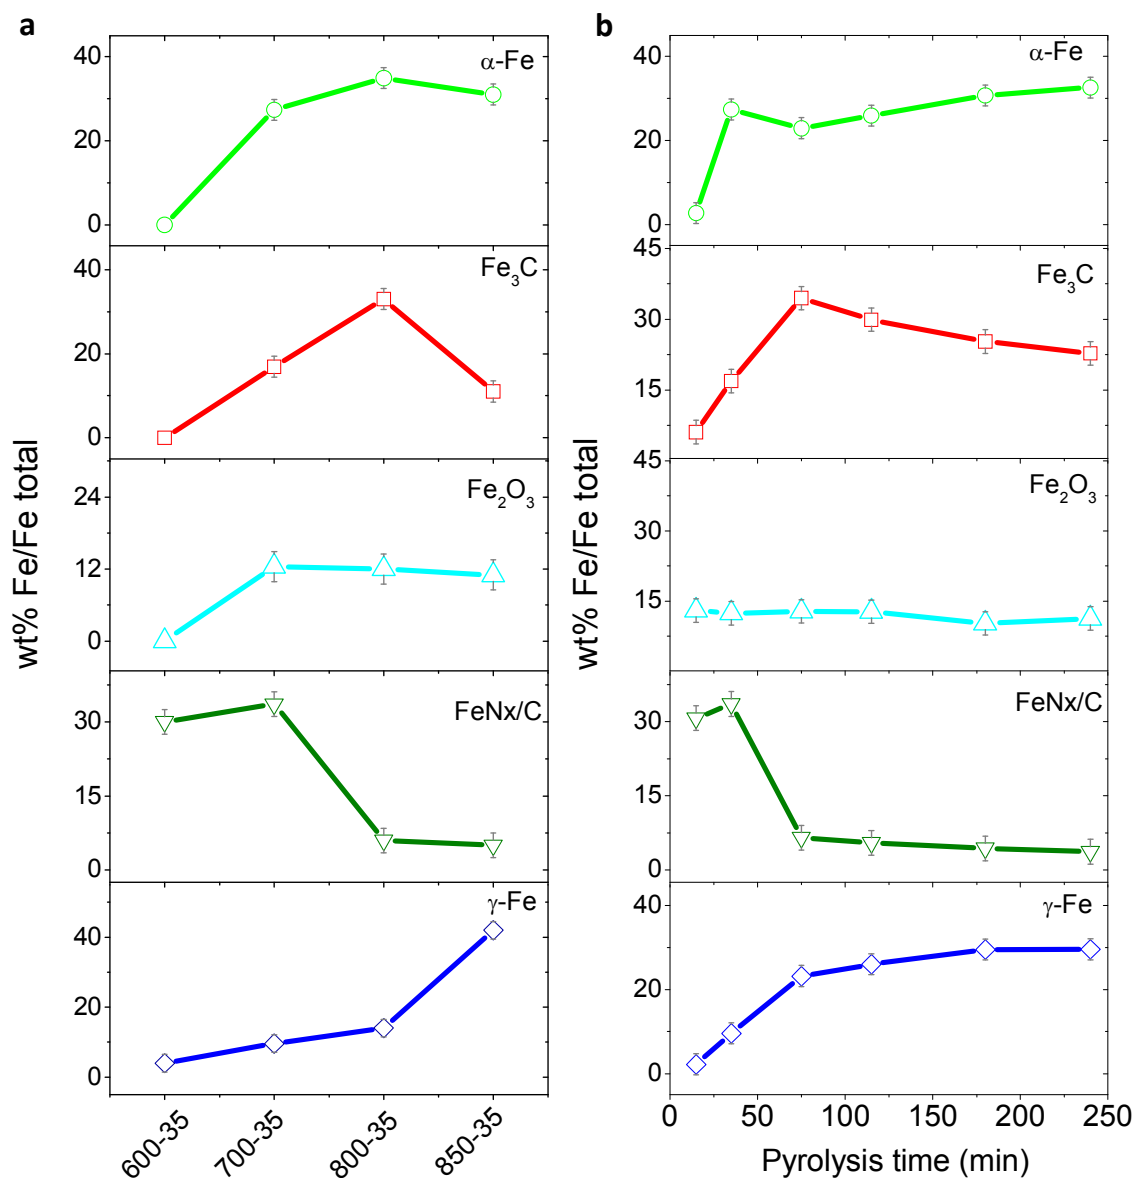 a
wt% Fe/Fe total
α-Fe
40
20
0
Fe₃C
40
20
0
Fe₂O₃
24
12
0
FeNx/C
30
15
0
γ-Fe
40
20
0
600-35
700-35
800-35
850-35
b
wt% Fe/Fe total
α-Fe
40
20
0
Fe₃C
45
30
15
Fe₂O₃
45
30
15
FeNx/C
30
15
0
γ-Fe
40
20
0
0 50 100 150 200 250
Pyrolysis time (min)